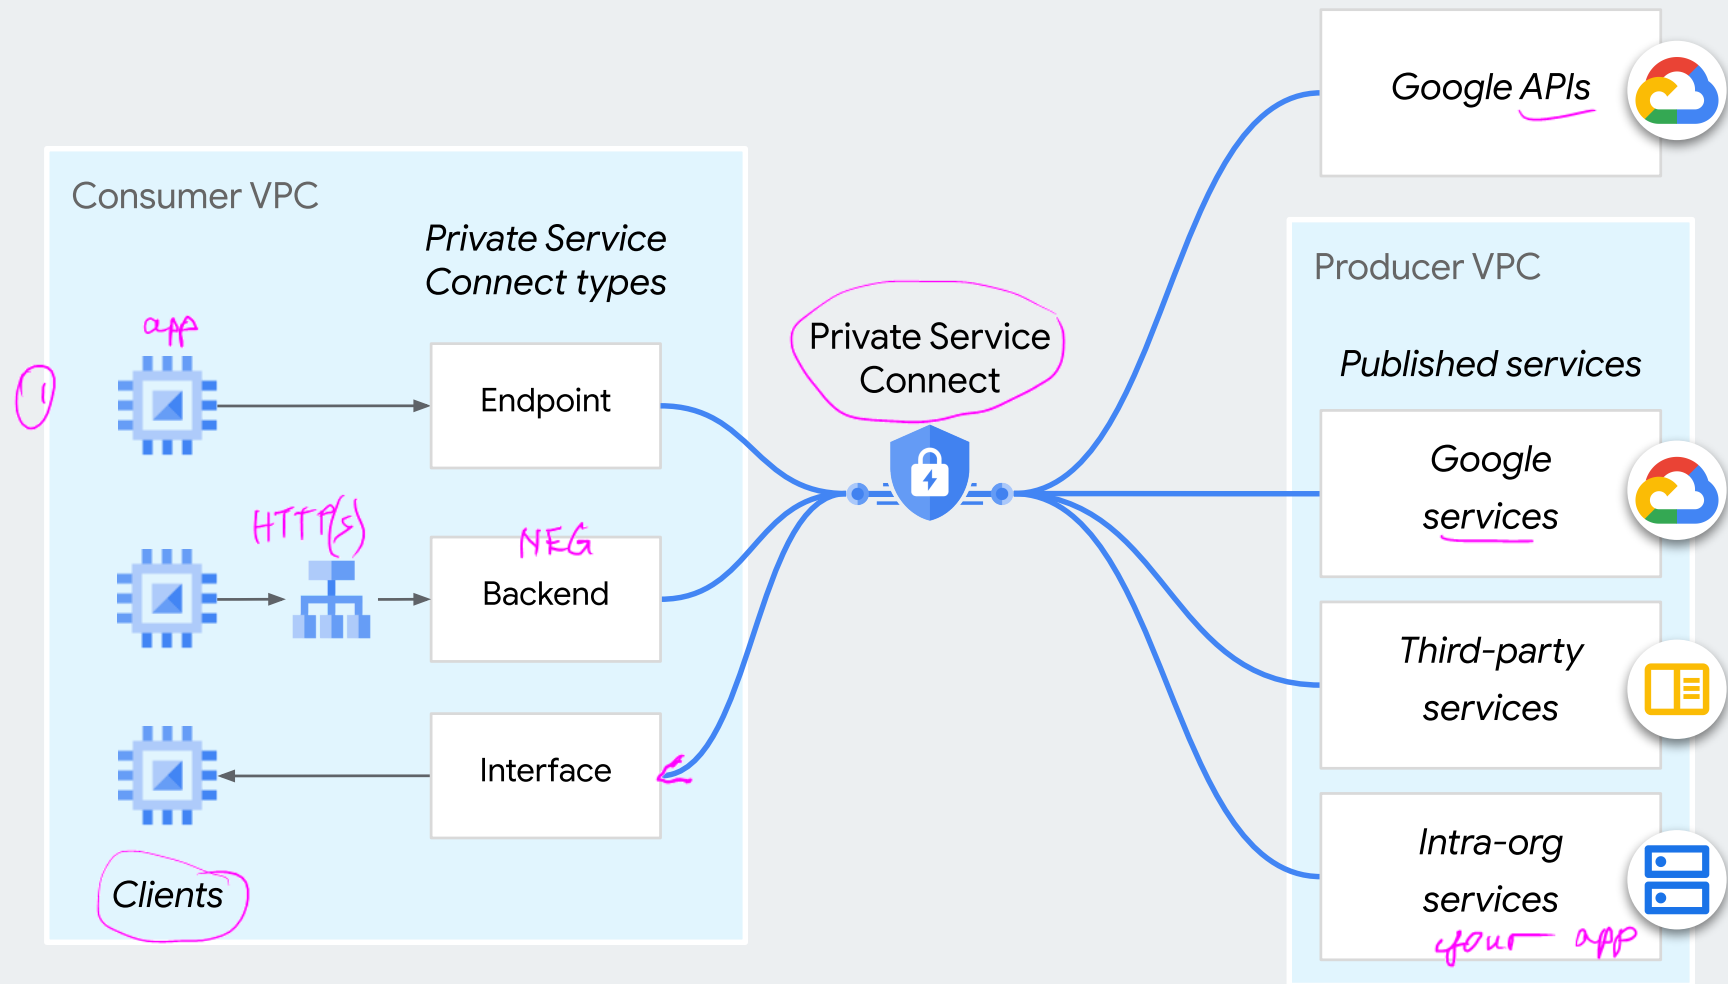 Google APIs
Consumer VPC
Private Service
Connect types
Producer VPC
app
Private Service
Connect
Published services
1
Endpoint
Google
services
HTTP(s)
NEG
Backend
Third-party
services
Interface
Intra-org
services
your app
Clients